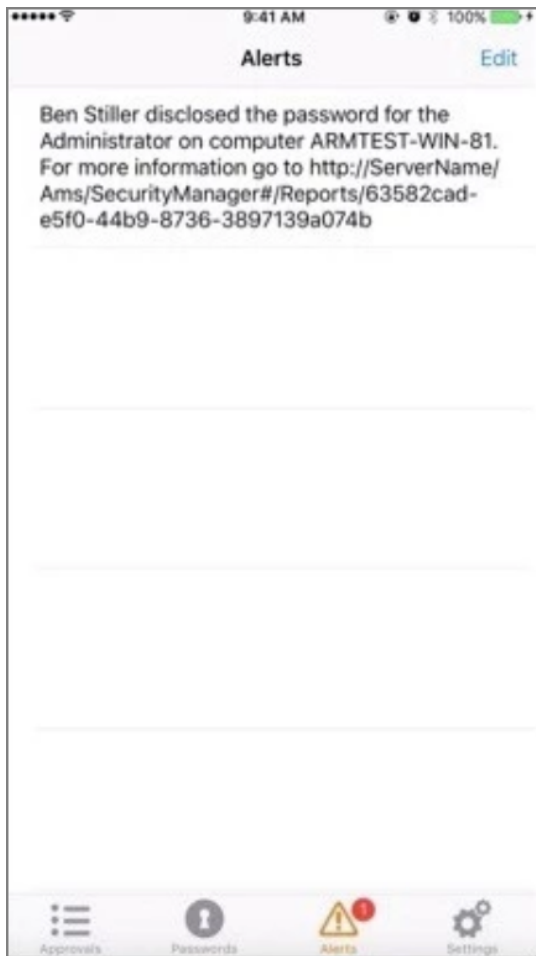 9:41 AM
100%
Alerts
Edit
Ben Stiller disclosed the password for the
Administrator on computer ARMTEST-WIN-81.
For more information go to http://ServerName/
Ams/SecurityManager#/Reports/63582cad-
e5f0-44b9-8736-3897139a074b
1
Approvals
Passwords
Alerts
Settings